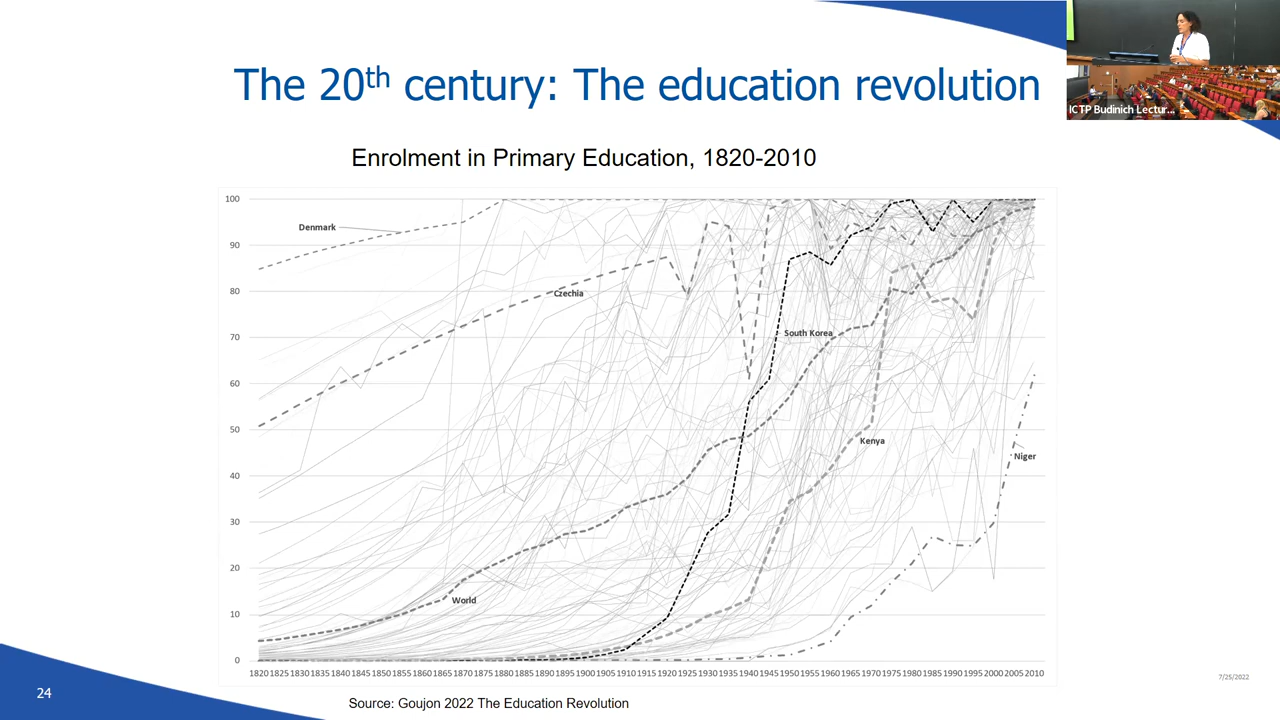 The 20th century: The education revolution
ICTP Budinich Lectur...
Enrolment in Primary Education, 1820-2010
100
90
80
70
60
50
40
30
20
10
0
Denmark
Czechia
South Korea
Kenya
Niger
World
1820 1825 1830 1835 1840 1845 1850 1855 1860 1865 1870 1875 1880 1885 1890 1895 1900 1905 1910 1915 1920 1925 1930 1935 1940 1945 1950 1955 1960 1965 1970 1975 1980 1985 1990 1995 2000 2005 2010
7/25/2022
24
Source: Goujon 2022 The Education Revolution